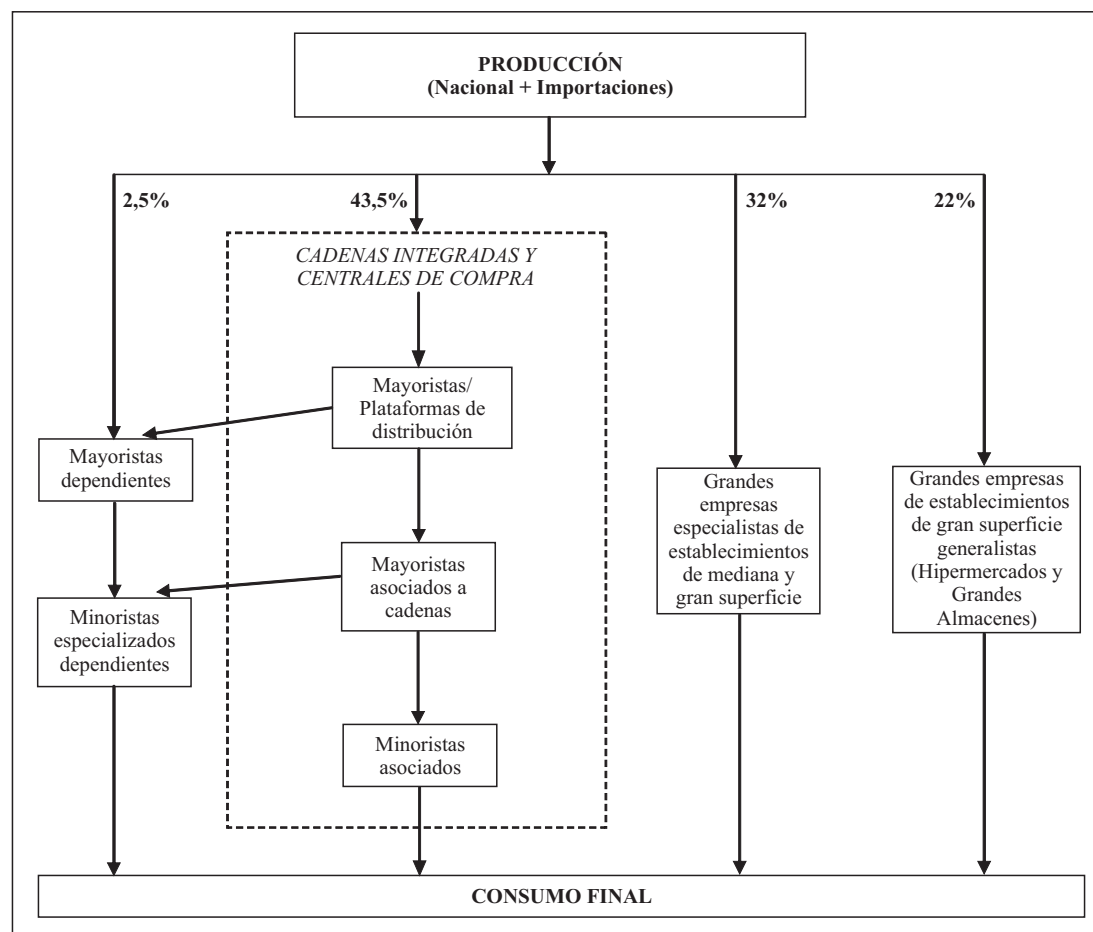 PRODUCCIÓN
(Nacional + Importaciones)
2,5%
43,5%
32%
22%
CADENAS INTEGRADAS Y
CENTRALES DE COMPRA
Mayoristas/
Plataformas de
distribución
Mayoristas
dependientes
Grandes
empresas
especialistas de
establecimientos
de mediana y
gran superficie
Grandes empresas
de establecimientos
de gran superficie
generalistas
(Hipermercados y
Grandes
Almacenes)
Mayoristas
asociados a
cadenas
Minoristas
especializados
dependientes
Minoristas
asociados
CONSUMO FINAL